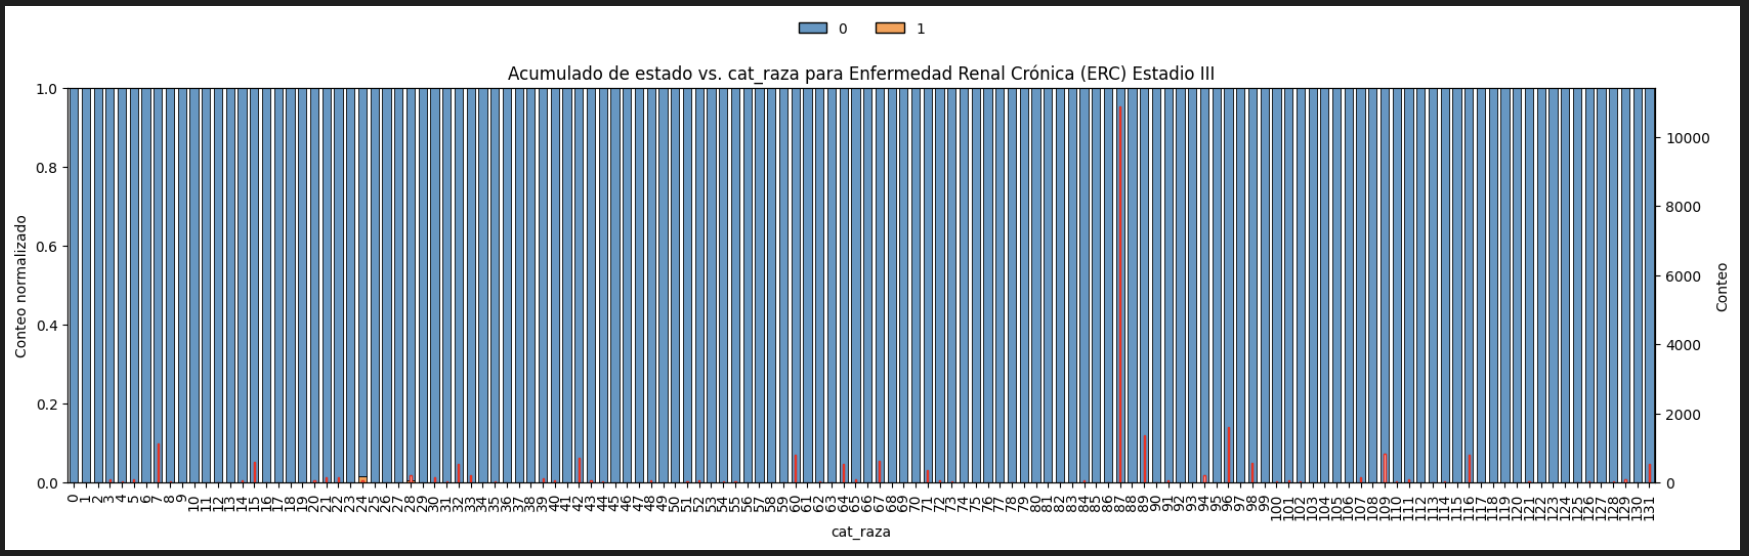 0 1
Acumulado de estado vs. cat_raza para Enfermedad Renal Crónica (ERC) Estadio III
1.0
0.8
0.6
0.4
0.2
0.0
Conteo normalizado
10000
8000
6000
4000
2000
0
Conteo
0 1 2 3 4 5 6 7 8 9 10 11 12 13 14 15 16 17 18 19 20 21 22 23 24 25 26 27 28 29 30 31 32 33 34 35 36 37 38 39 40 41 42 43 44 45 46 47 48 49 50 51 52 53 54 55 56 57 58 59 60 61 62 63 64 65 66 67 68 69 70 71 72 73 74 75 76 77 78 79 80 81 82 83 84 85 86 87 88 89 90 91 92 93 94 95 96 97 98 99 100 101 102 103 104 105 106 107 108 109 110 111 112 113 114 115 116 117 118 119 120 121 122 123 124 125 126 127 128 129 130 131
cat_raza